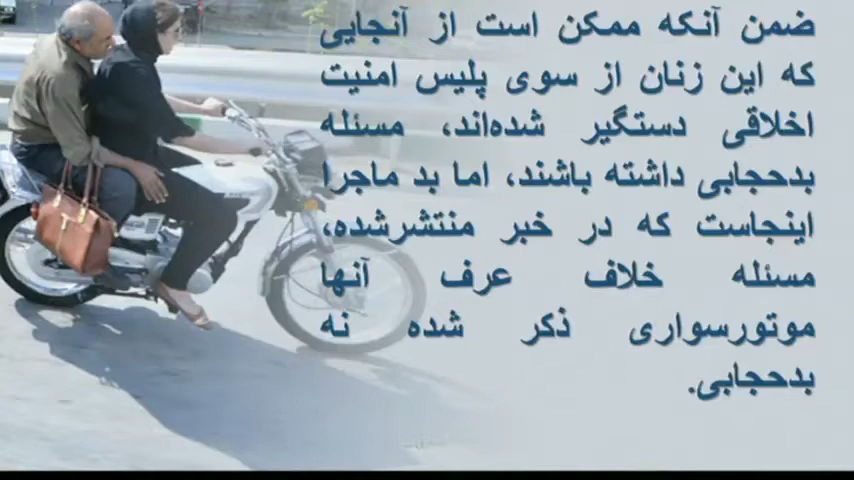 ضمن آنکه ممکن است از آنجایی
که این زنان از سوی پلیس امنیت
اخلاقی دستگیر شده‌اند، مسئله
بدحجابی داشته باشند، اما بد ماجرا
اینجاست که در خبر منتشرشده،
مسئله خلاف عرف آنها
موتورسواری ذکر شده نه
بدحجابی.